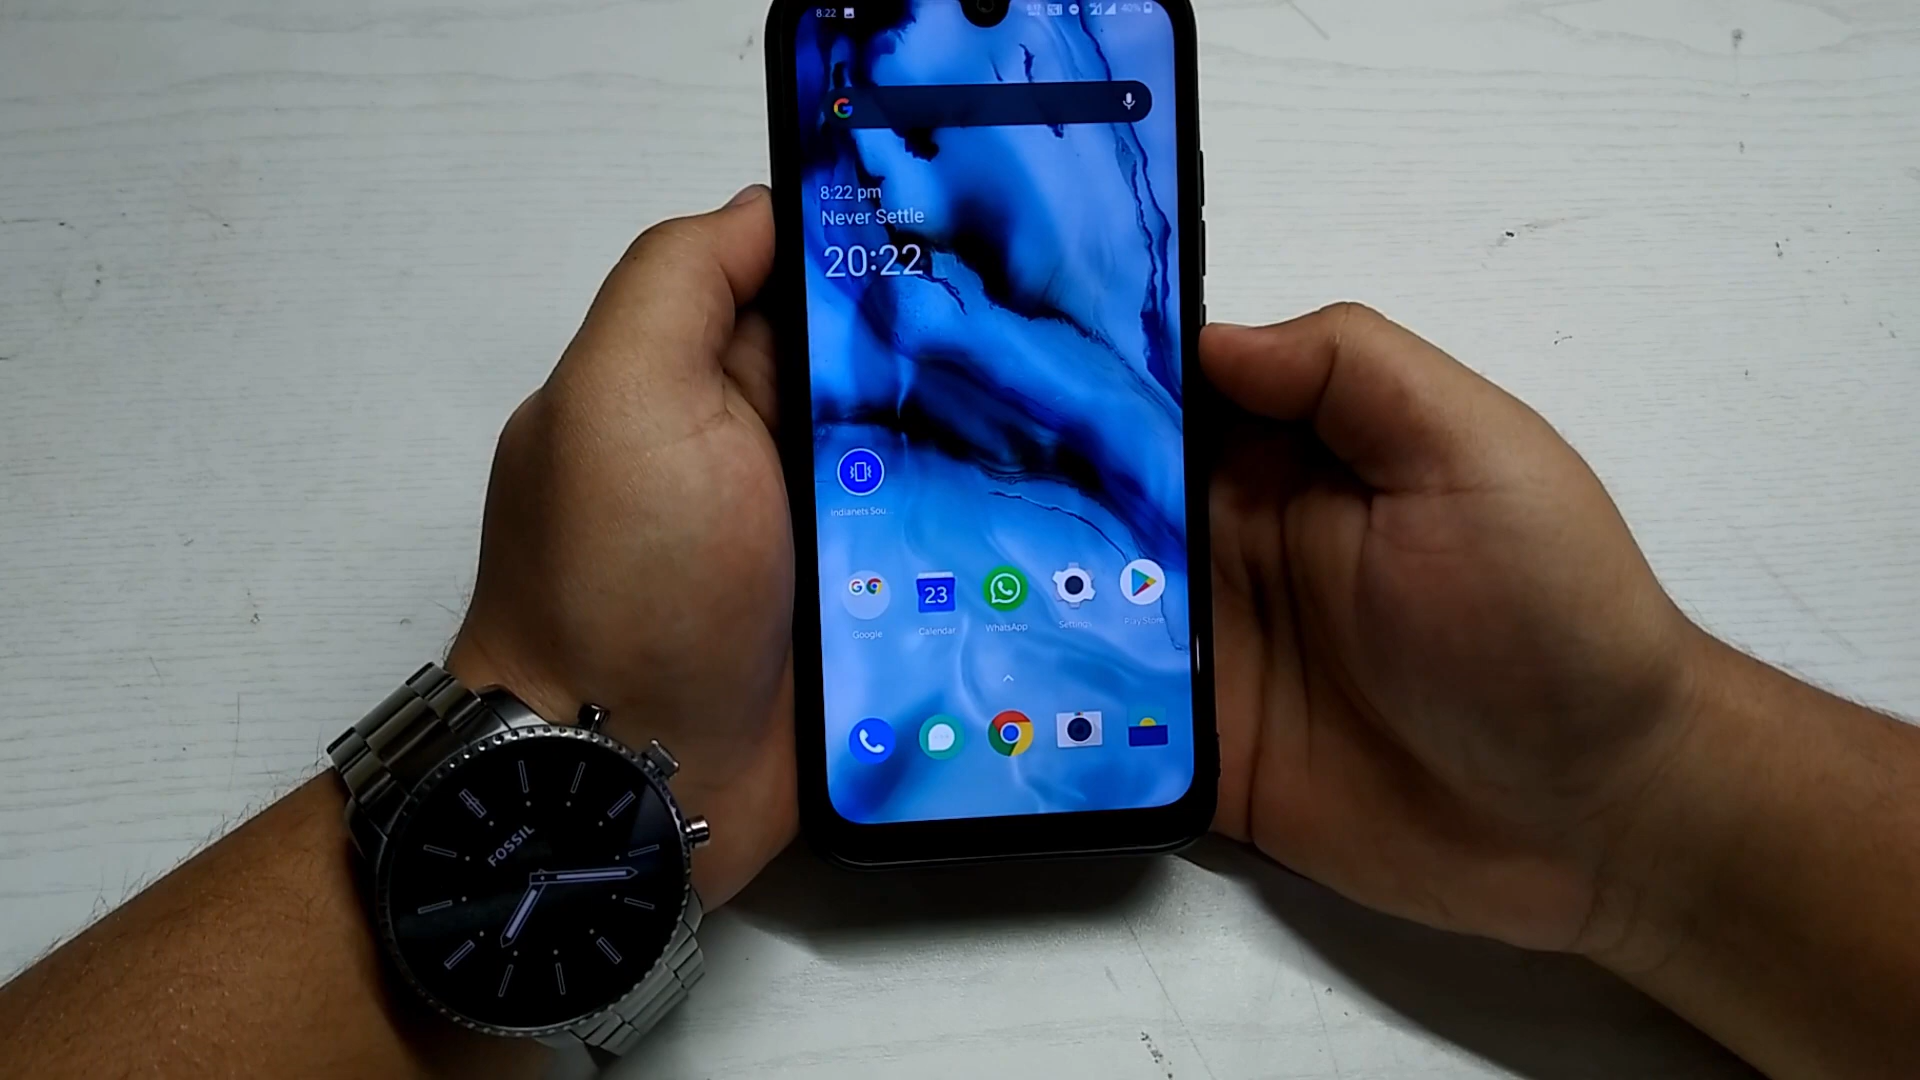 8:22
40%
8:22 pm
Never Settle
20:22
Indianets Sou...
23
Google
Calendar
WhatsApp
Settings
Play Store
FOSSIL